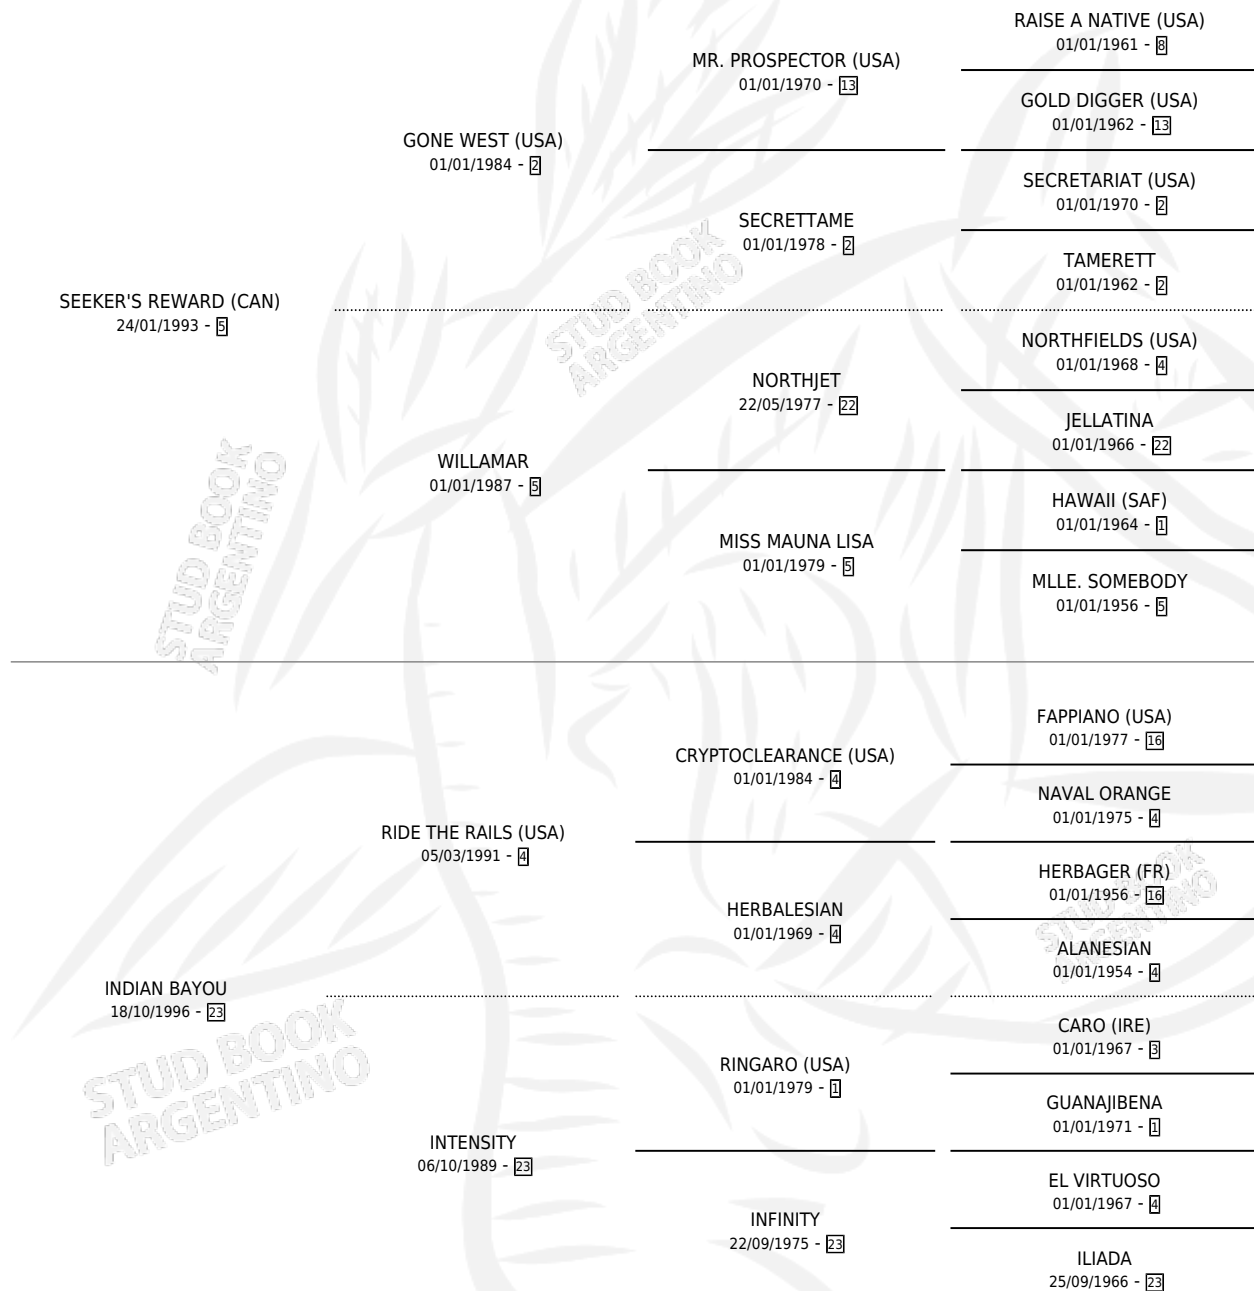 RAISE A NATIVE (USA)
01/01/1961 - 8
MR. PROSPECTOR (USA)
01/01/1970 - 13
GOLD DIGGER (USA)
01/01/1962 - 13
GONE WEST (USA)
01/01/1984 - 2
SECRETARIAT (USA)
01/01/1970 - 2
SECRETTAME
01/01/1978 - 2
TAMERETT
01/01/1962 - 2
SEEKER'S REWARD (CAN)
24/01/1993 - 5
NORTHFIELDS (USA)
01/01/1968 - 4
NORTHJET
22/05/1977 - 22
JELLATINA
01/01/1966 - 22
WILLAMAR
01/01/1987 - 5
HAWAII (SAF)
01/01/1964 - 1
MISS MAUNA LISA
01/01/1979 - 5
MLLE. SOMEBODY
01/01/1956 - 5
FAPPIANO (USA)
01/01/1977 - 16
CRYPTOCLEARANCE (USA)
01/01/1984 - 4
NAVAL ORANGE
01/01/1975 - 4
RIDE THE RAILS (USA)
05/03/1991 - 4
HERBAGER (FR)
01/01/1956 - 16
HERBALESIAN
01/01/1969 - 4
ALANESIAN
01/01/1954 - 4
INDIAN BAYOU
18/10/1996 - 23
CARO (IRE)
01/01/1967 - 3
RINGARO (USA)
01/01/1979 - 1
GUANAJIBENA
01/01/1971 - 1
INTENSITY
06/10/1989 - 23
EL VIRTUOSO
01/01/1967 - 4
INFINITY
22/09/1975 - 23
ILIADA
25/09/1966 - 23
STUD BOOK
ARGENTINO
STUD BOOK
ARGENTINO
STUD BOOK
ARGENTINO
STUD BOOK
ARGENTINO